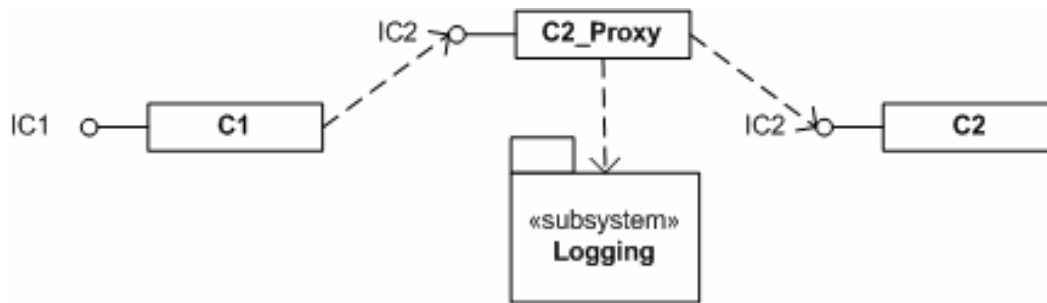 IC2
C2_Proxy
IC1
C1
IC2
C2
«subsystem»
Logging